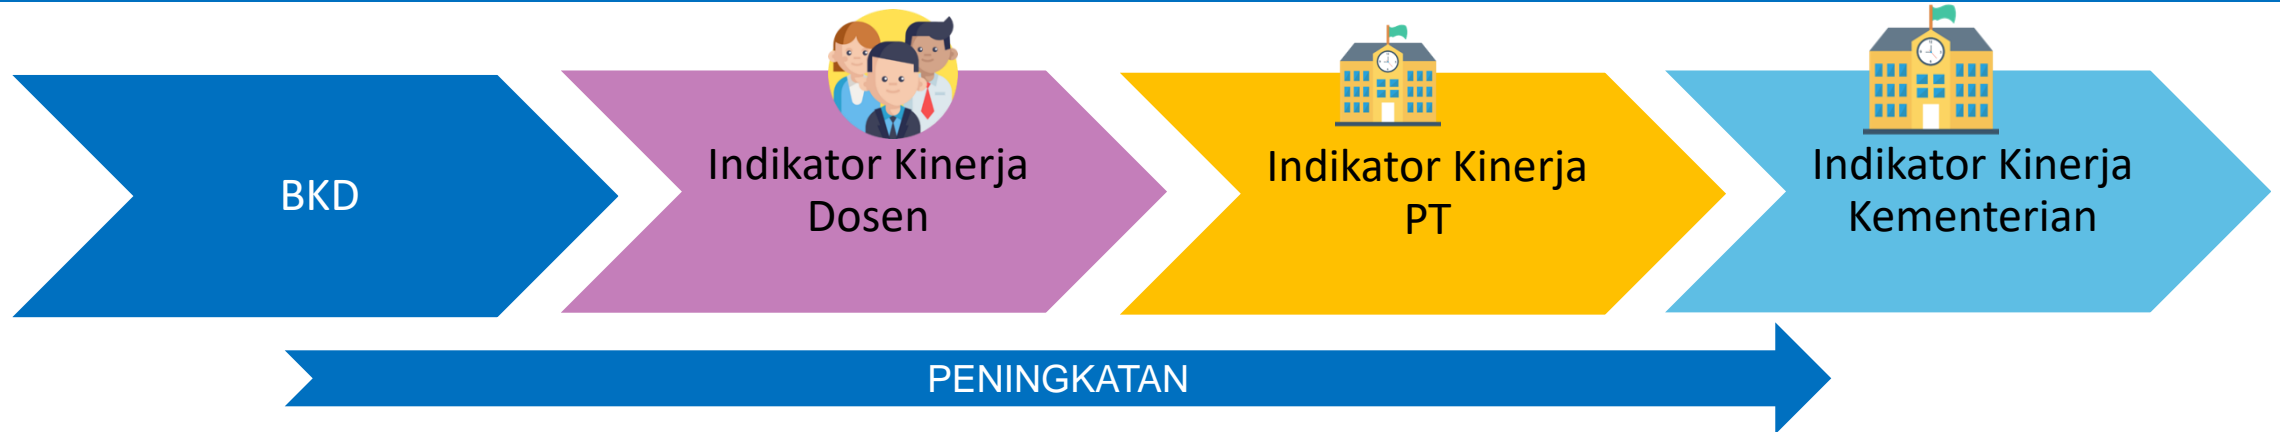 BKD
Indikator Kinerja
Dosen
Indikator Kinerja
PT
Indikator Kinerja
Kementerian
PENINGKATAN